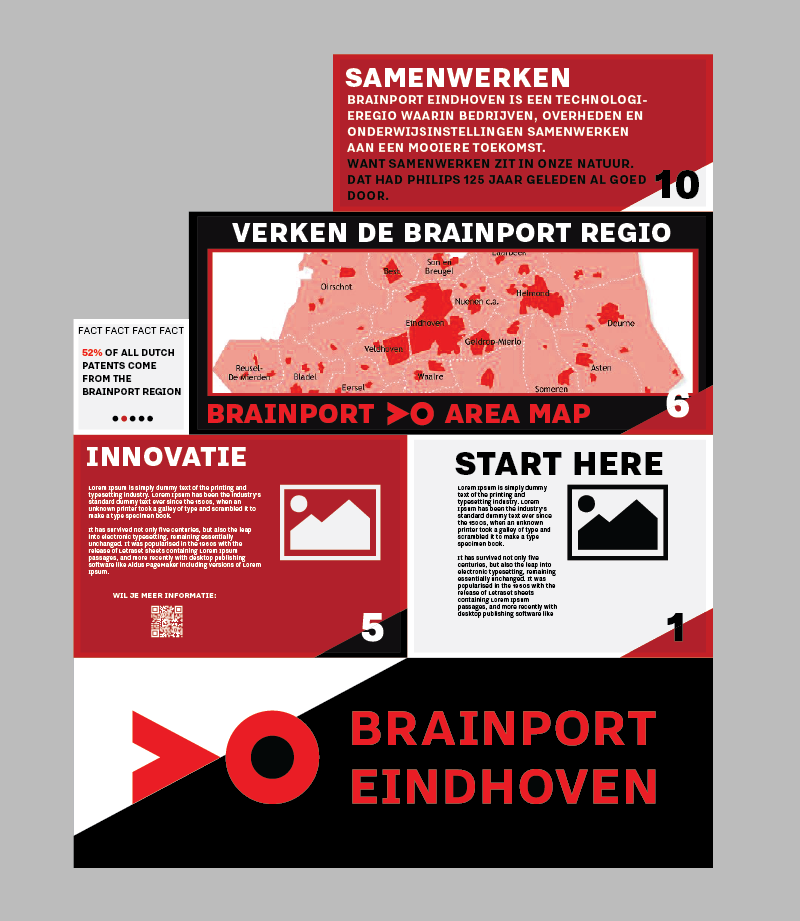 SAMENWERKEN
BRAINPORT EINDHOVEN IS EEN TECHNOLOGI-
EREGIO WAARIN BEDRIJVEN, OVERHEDEN EN
ONDERWIJSINSTELLINGEN SAMENWERKEN
AAN EEN MOOIERE TOEKOMST.
WANT SAMENWERKEN ZIT IN ONZE NATUUR.
DAT HAD PHILIPS 125 JAAR GELEDEN AL GOED
DOOR.
10
VERKEN DE BRAINPORT REGIO
Laarbeek
Son en
Breugel
Best
Oirschot
Nuenen c.a.
Helmond
Eindhoven
Deurne
Geldrop-Mierlo
Veldhoven
Reusel-
De Mierden
Bladel
Waalre
Asten
Eersel
Someren
BRAINPORT AREA MAP
6
FACT FACT FACT FACT
52% OF ALL DUTCH
PATENTS COME
FROM THE
BRAINPORT REGION
INNOVATIE
Lorem Ipsum is simply dummy text of the printing and
typesetting industry. Lorem Ipsum has been the industry's
standard dummy text ever since the 1500s, when an
unknown printer took a galley of type and scrambled it to
make a type specimen book.
It has survived not only five centuries, but also the leap
into electronic typesetting, remaining essentially
unchanged. It was popularised in the 1960s with the
release of Letraset sheets containing Lorem Ipsum
passages, and more recently with desktop publishing
software like Aldus PageMaker including versions of Lorem
Ipsum.
WIL JE MEER INFORMATIE:
5
START HERE
Lorem Ipsum is simply dummy
text of the printing and
typesetting industry. Lorem
Ipsum has been the industry's
standard dummy text ever since
the 1500s, when an unknown
printer took a galley of type and
scrambled it to make a type
specimen book.
It has survived not only five
centuries, but also the leap into
electronic typesetting, remaining
essentially unchanged. It was
popularised in the 1960s with the
release of Letraset sheets
containing Lorem Ipsum
passages, and more recently with
desktop publishing software like
1
BRAINPORT
EINDHOVEN